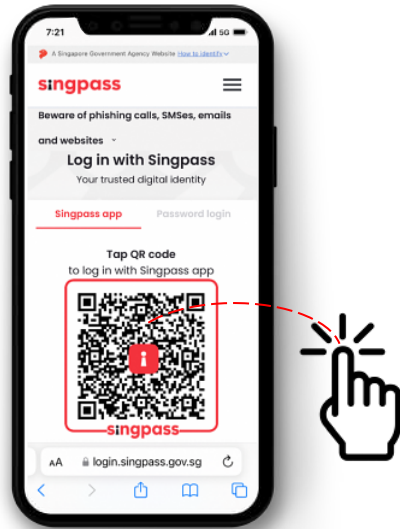 7:21
5G
A Singapore Government Agency Website How to identify
singpass
Beware of phishing calls, SMSes, emails
and websites
Log in with Singpass
Your trusted digital identity
Singpass app Password login
Tap QR code
to log in with Singpass app
singpass
AA login.singpass.gov.sg